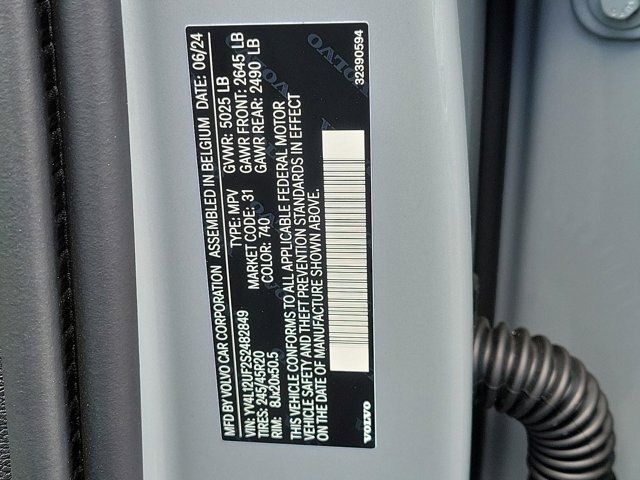 MFD BY VOLVO CAR CORPORATION ASSEMBLED IN BELGIUM DATE: 06/24
VIN: YV4L12UF2S2482849 TYPE: MPV GVWR: 5025 LB
TIRES: 245/45R20 MARKET CODE: 31 GAWR FRONT: 2645 LB
RIM: 8Jx20x50.5 COLOR: 740 GAWR REAR: 2490 LB
THIS VEHICLE CONFORMS TO ALL APPLICABLE FEDERAL MOTOR
VEHICLE SAFETY AND THEFT PREVENTION STANDARDS IN EFFECT
ON THE DATE OF MANUFACTURE SHOWN ABOVE.
VOLVO 32390594